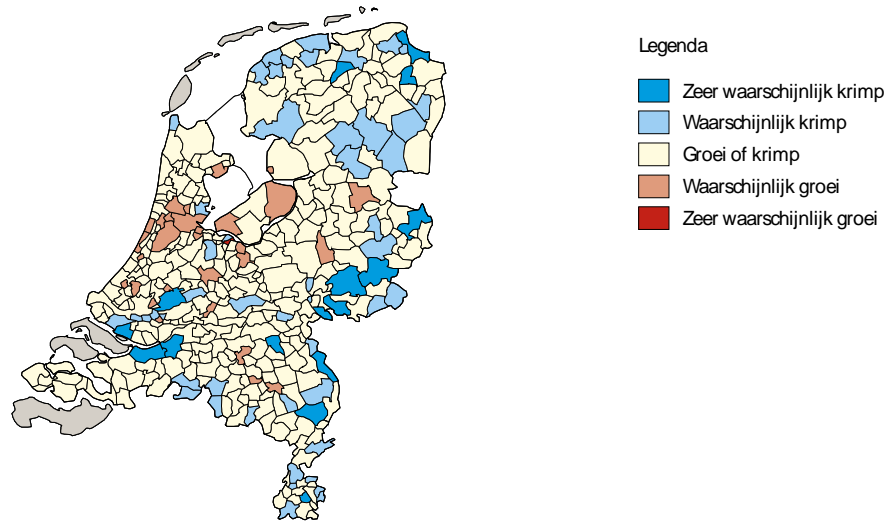 Legenda
Zeer waarschijnlijk krimp
Waarschijnlijk krimp
Groei of krimp
Waarschijnlijk groei
Zeer waarschijnlijk groei